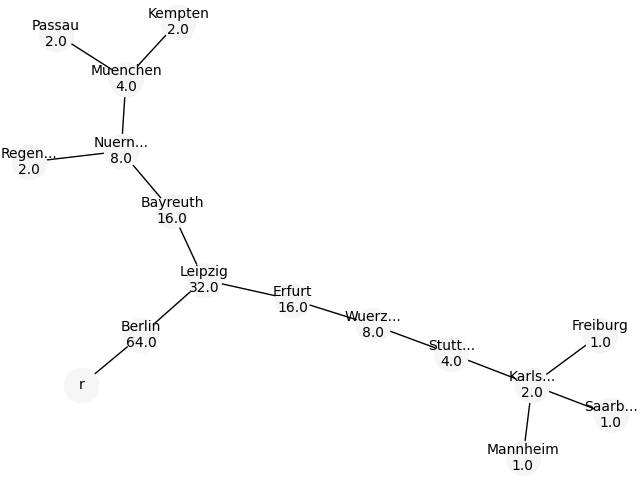 Kempten
2.0
Passau
2.0
Muenchen
4.0
Nuern...
8.0
Regen...
2.0
Bayreuth
16.0
Leipzig
32.0
Erfurt
16.0
Wuerz...
8.0
Berlin
64.0
Freiburg
1.0
Stutt...
4.0
r
Karls...
2.0
Saarb...
1.0
Mannheim
1.0